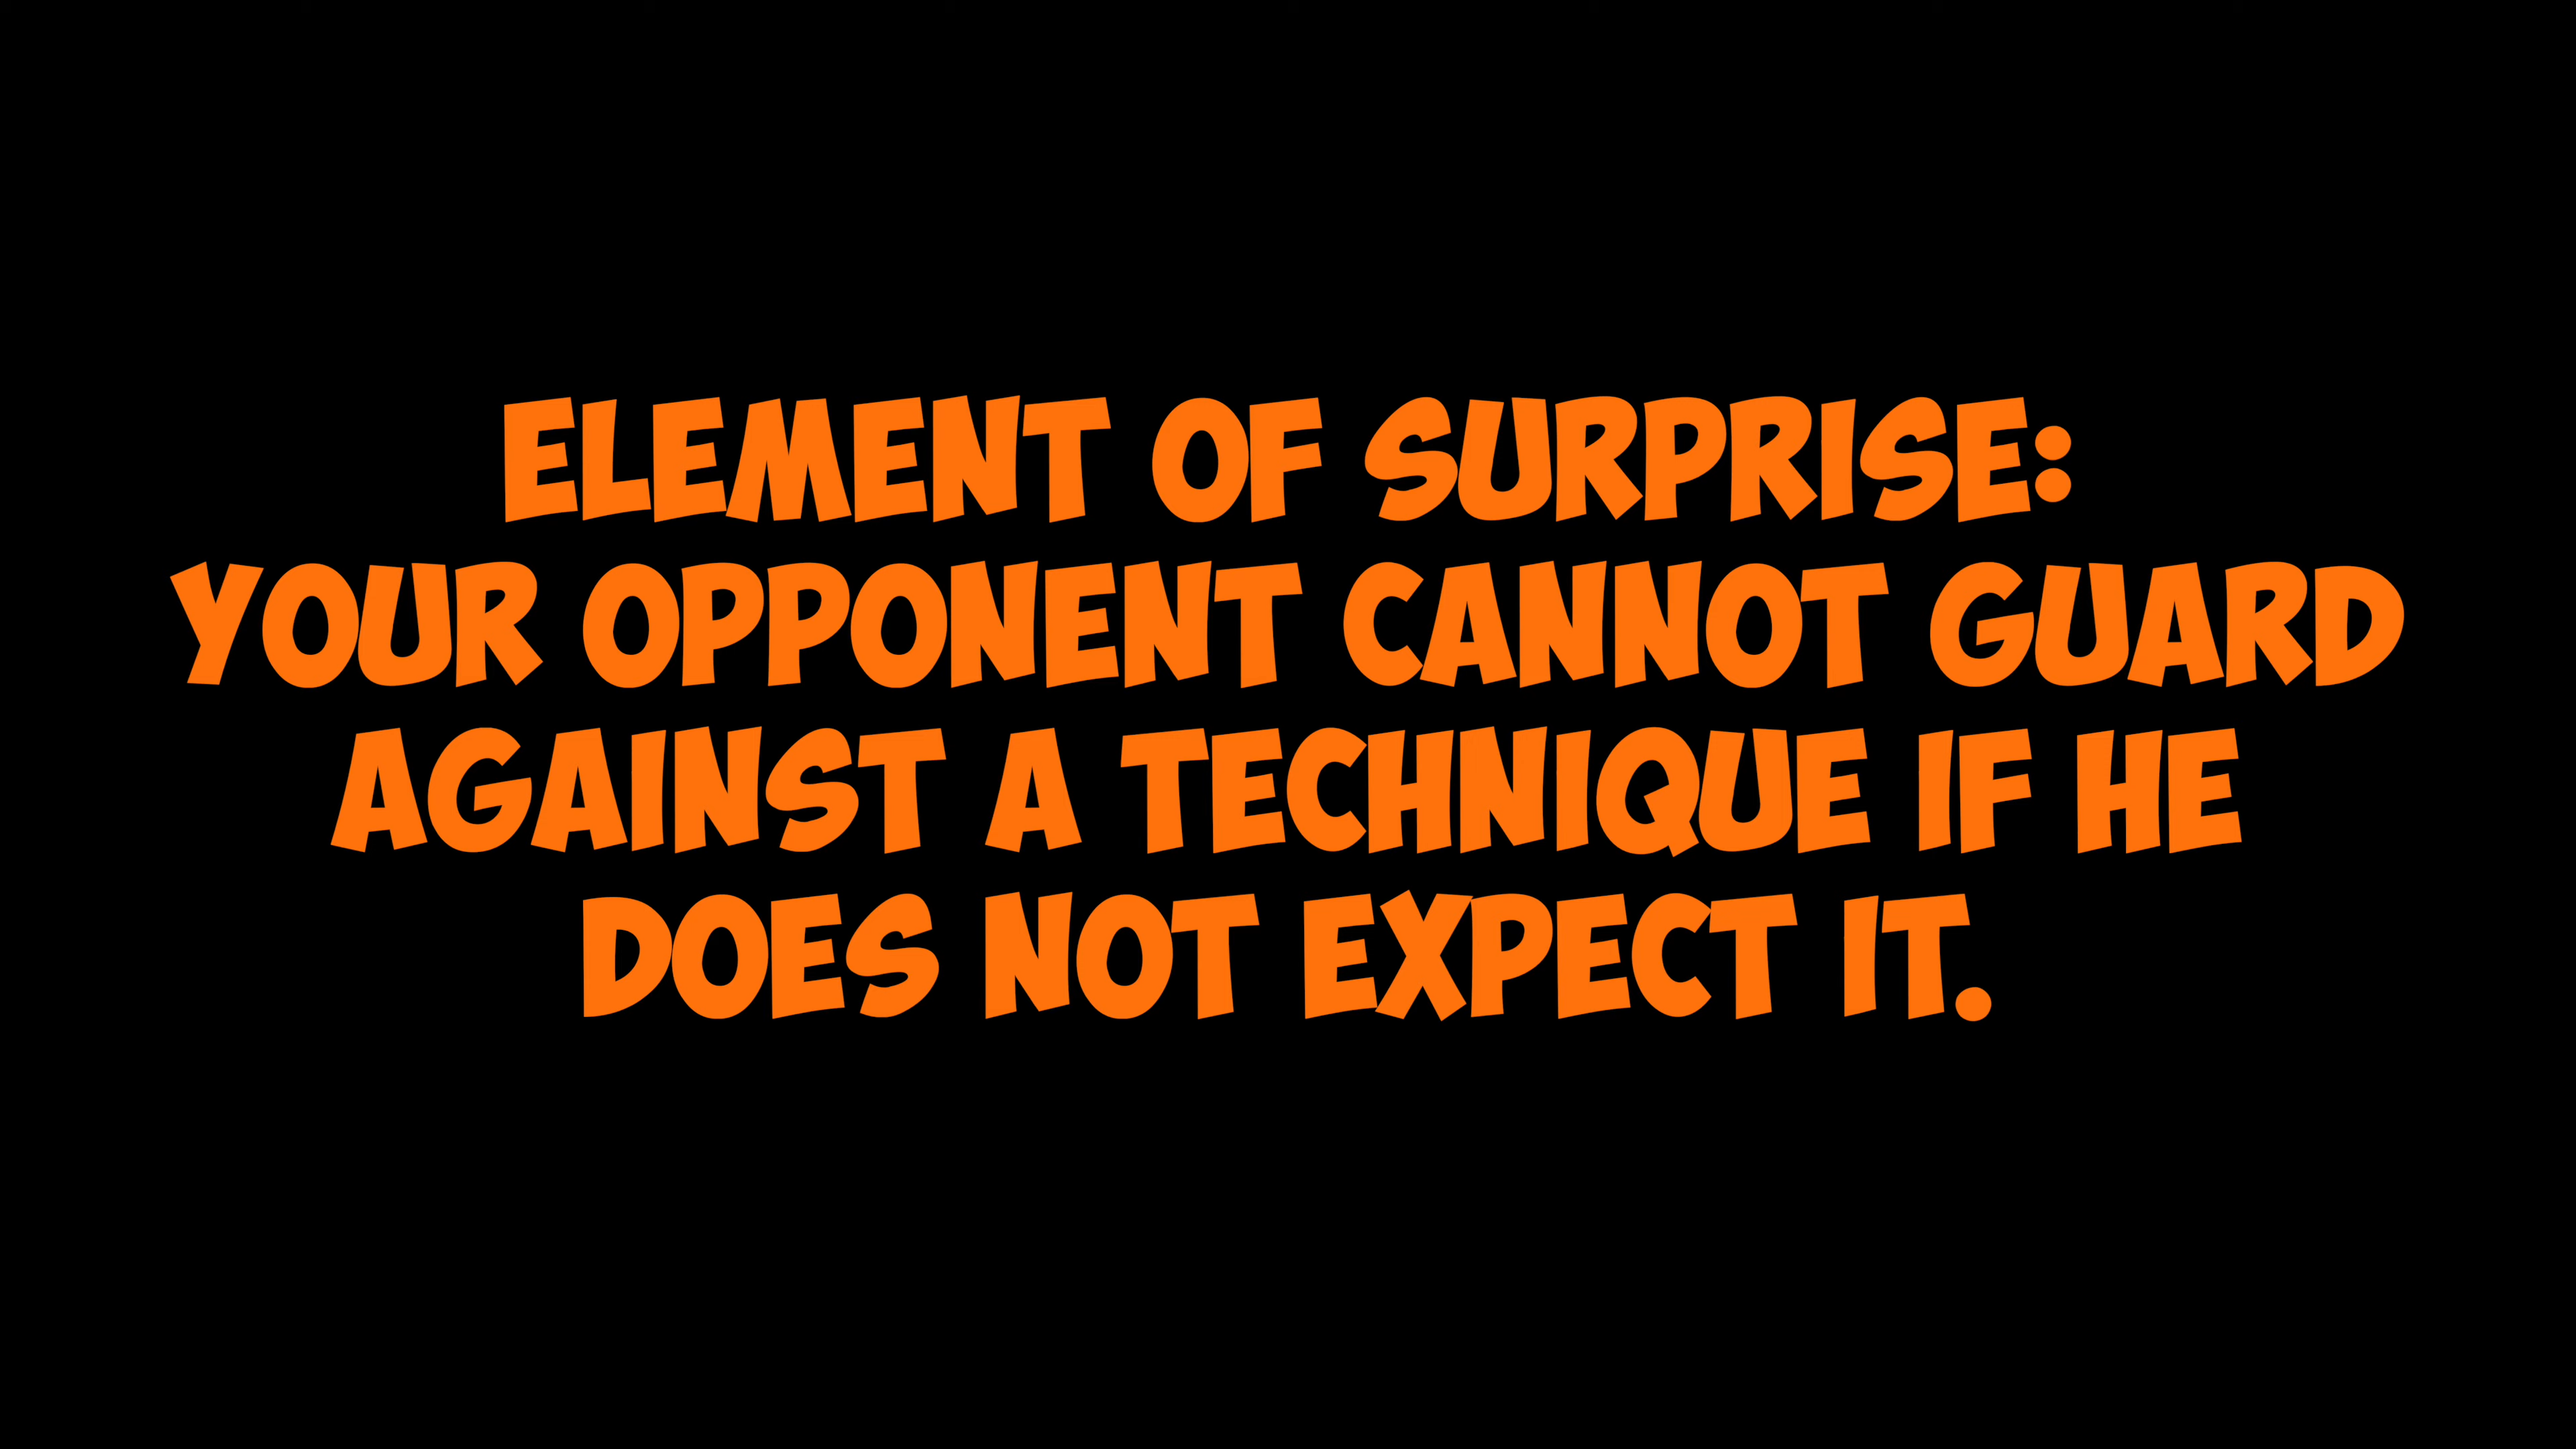 ELEMENT OF SURPRISE:
YOUR OPPONENT CANNOT GUARD
AGAINST A TECHNIQUE IF HE
DOES NOT EXPECT IT.